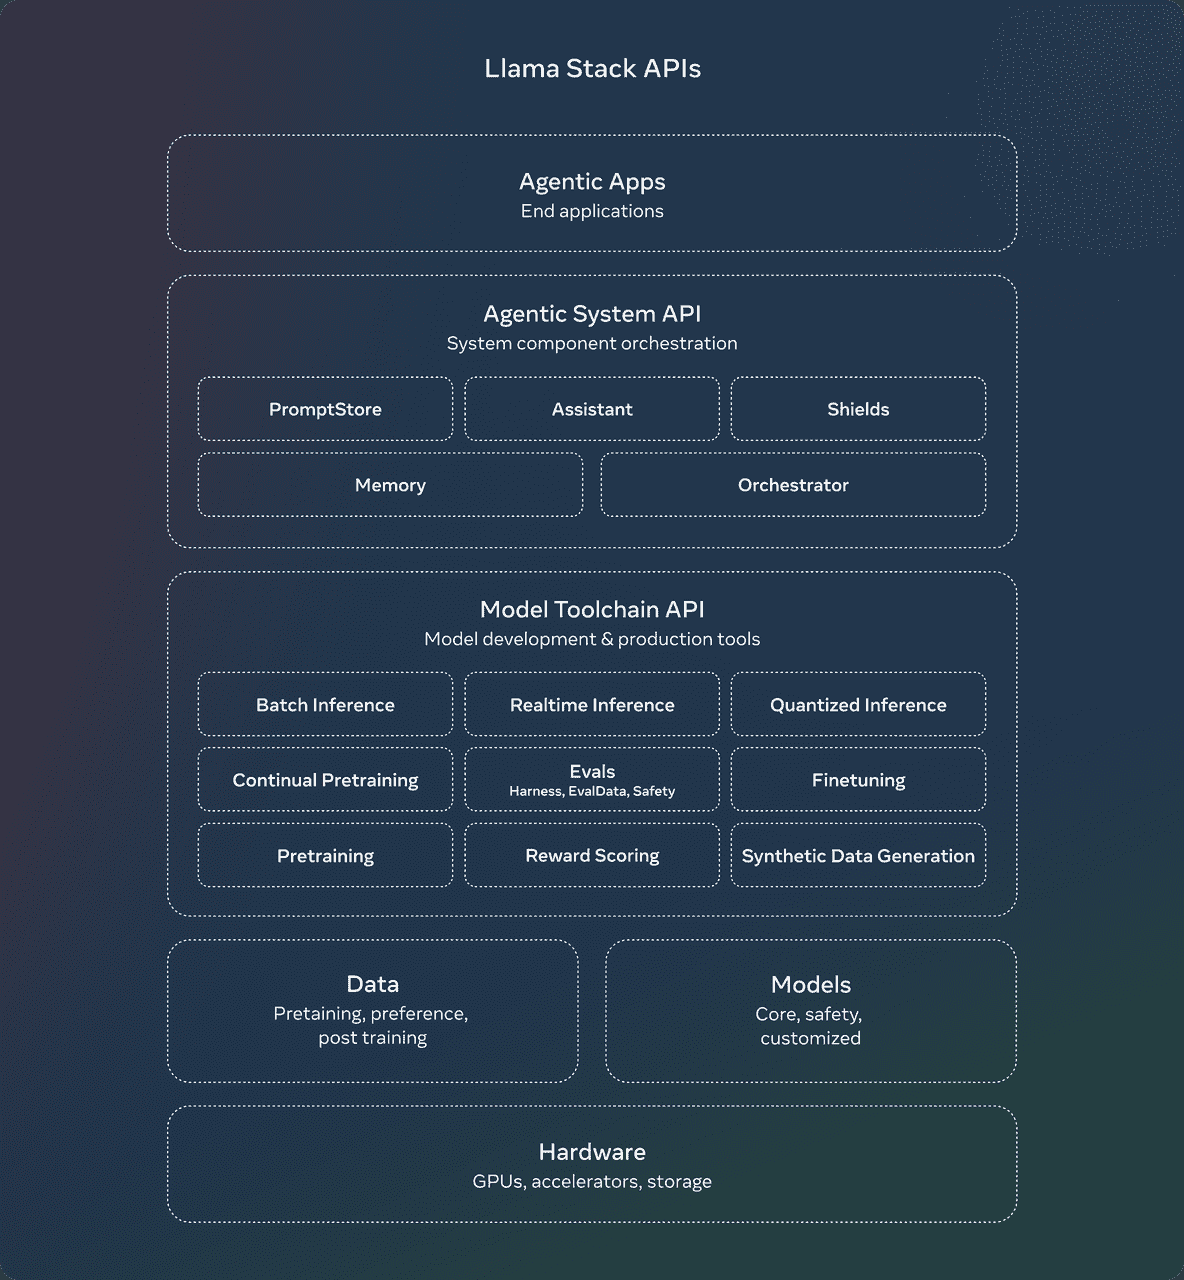 Llama Stack APIs
Agentic Apps
End applications
Agentic System API
System component orchestration
PromptStore
Assistant
Shields
Memory
Orchestrator
Model Toolchain API
Model development & production tools
Batch Inference
Realtime Inference
Quantized Inference
Continual Pretraining
Evals
Harness, EvalData, Safety
Finetuning
Pretraining
Reward Scoring
Synthetic Data Generation
Data
Pretaining, preference,
post training
Models
Core, safety,
customized
Hardware
GPUs, accelerators, storage